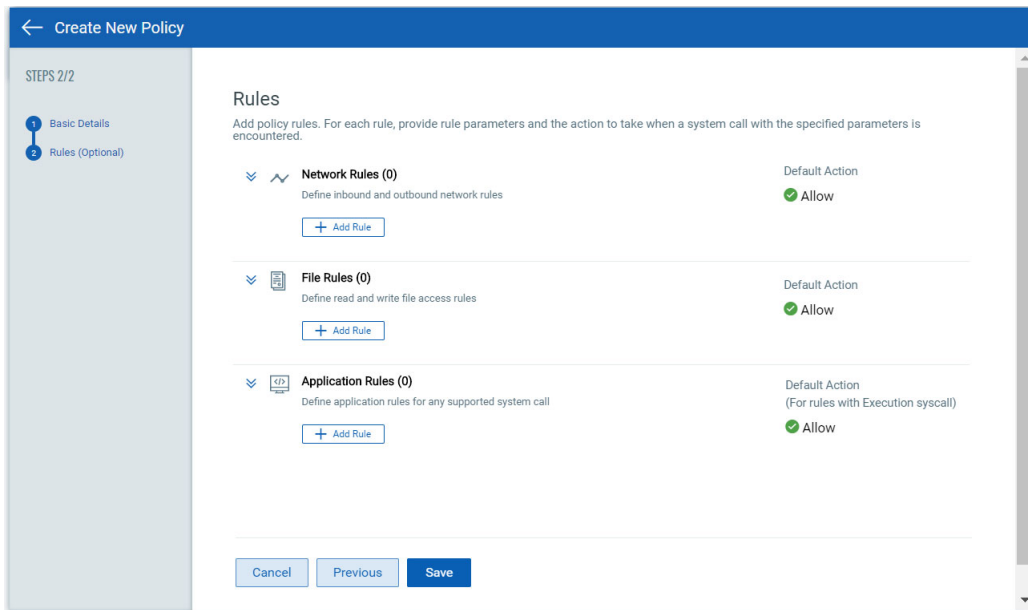 Create New Policy
STEPS 2/2
1 Basic Details
2 Rules (Optional)
Rules
Add policy rules. For each rule, provide rule parameters and the action to take when a system call with the specified parameters is
encountered.
Network Rules (0)
Default Action
Define inbound and outbound network rules
Allow
+ Add Rule
File Rules (0)
Default Action
Define read and write file access rules
Allow
+ Add Rule
Application Rules (0)
Default Action
Define application rules for any supported system call
(For rules with Execution syscall)
Allow
+ Add Rule
Cancel
Previous
Save